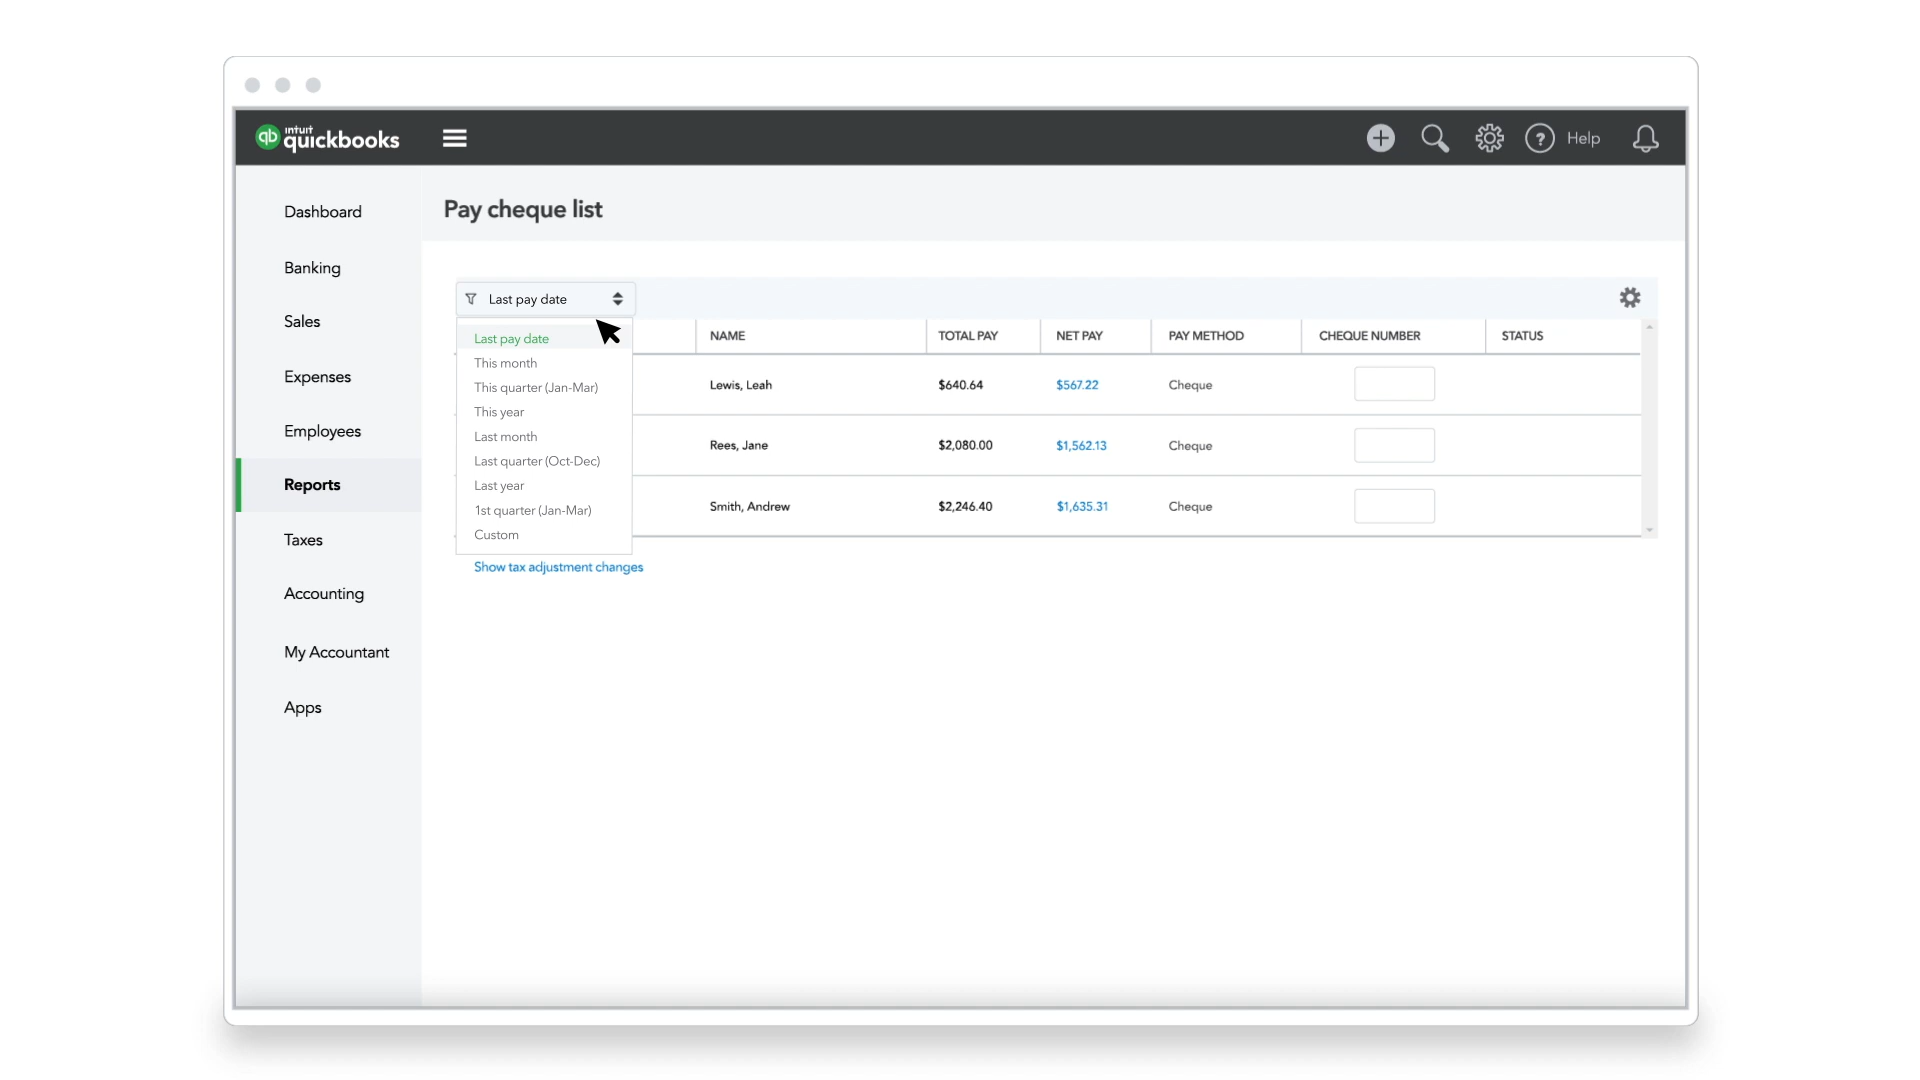 qb intuit quickbooks
? Help
Dashboard
Banking
Sales
Expenses
Employees
Reports
Taxes
Accounting
My Accountant
Apps
Pay cheque list
Last pay date
Last pay date
This month
This quarter (Jan-Mar)
This year
Last month
Last quarter (Oct-Dec)
Last year
1st quarter (Jan-Mar)
Custom
NAME TOTAL PAY NET PAY PAY METHOD CHEQUE NUMBER STATUS
Lewis, Leah $640.64 $567.22 Cheque
Rees, Jane $2,080.00 $1,562.13 Cheque
Smith, Andrew $2,246.40 $1,635.31 Cheque
Show tax adjustment changes